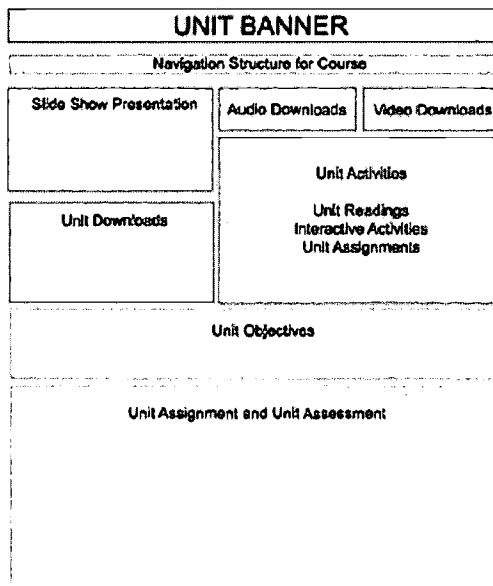 UNIT BANNER
Navigation Structure for Course
Slide Show Presentation
Audio Downloads
Video Downloads
Unit Activities
Unit Readings
Interactive Activities
Unit Assignments
Unit Downloads
Unit Objectives
Unit Assignment and Unit Assessment